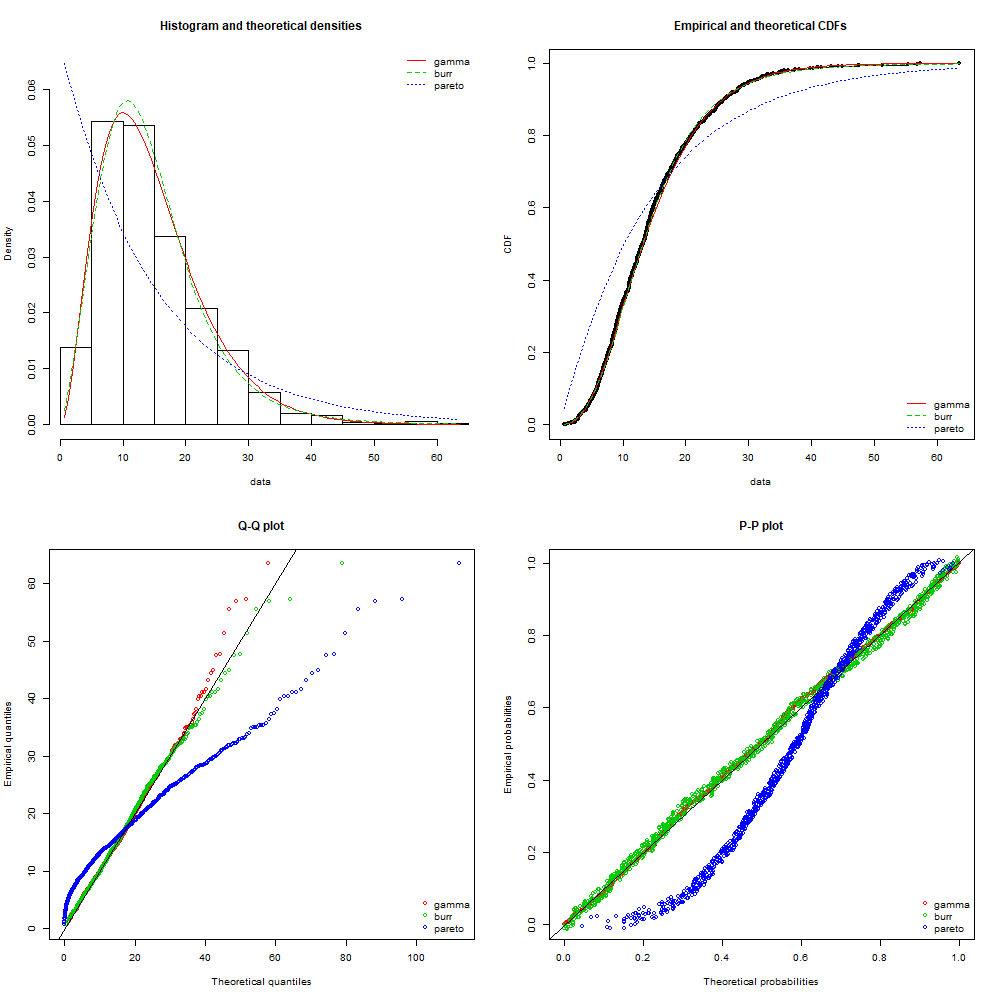 Histogram and theoretical densities
gamma
burr
pareto
Density
0.00 0.01 0.02 0.03 0.04 0.05 0.06
0 10 20 30 40 50 60
data
Empirical and theoretical CDFs
CDF
0.0 0.2 0.4 0.6 0.8 1.0
gamma
burr
pareto
0 10 20 30 40 50 60
data
Q-Q plot
Empirical quantiles
0 10 20 30 40 50 60
gamma
burr
pareto
0 20 40 60 80 100
Theoretical quantiles
P-P plot
Empirical probabilities
0.0 0.2 0.4 0.6 0.8 1.0
gamma
burr
pareto
0.0 0.2 0.4 0.6 0.8 1.0
Theoretical probabilities